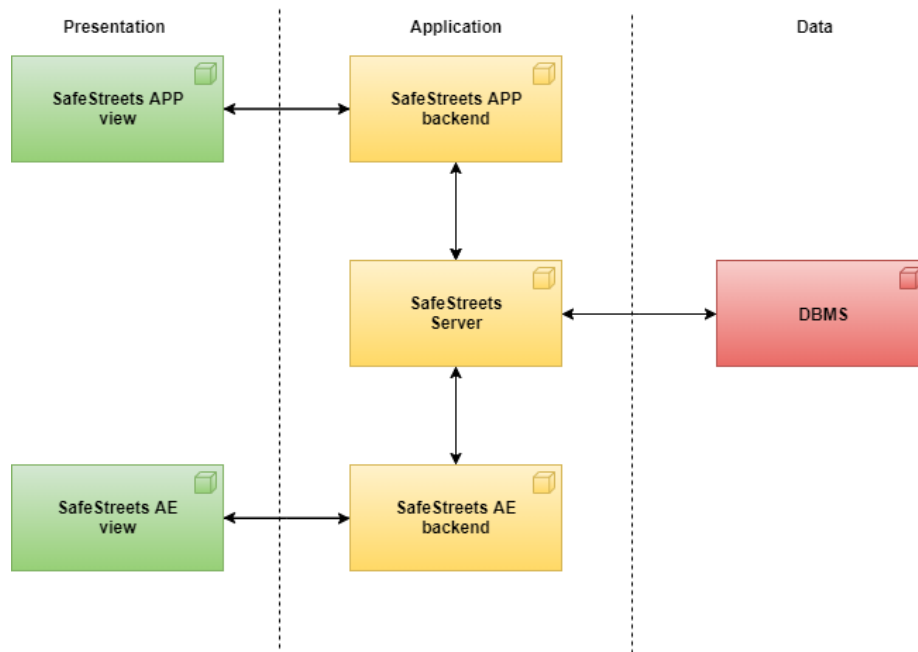 Presentation
Application
Data
SafeStreets APP
view
SafeStreets APP
backend
SafeStreets
Server
DBMS
SafeStreets AE
view
SafeStreets AE
backend